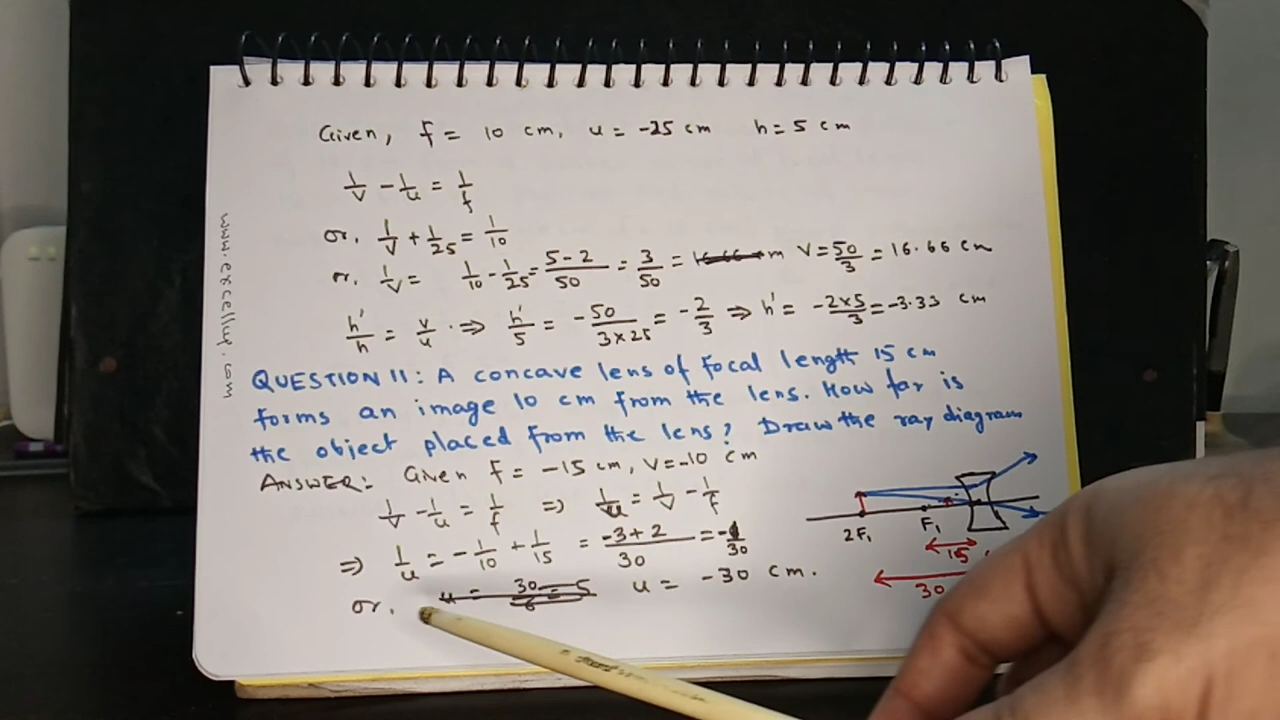 Given, f = 10 cm, u = -25 cm h = 5 cm
1/v - 1/u = 1/f
or, 1/v + 1/25 = 1/10
or, 1/v = 1/10 - 1/25 = 5-2/50 = 3/50 = m v = 50/3 = 16.66 cm
h'/h = v/u ⇒ h'/5 = -50/3×25 = -2/3 ⇒ h' = -2×5/3 = -3.33 cm
www.excellup.com
QUESTION 11: A concave lens of focal length 15 cm
forms an image 10 cm from the lens. How far is
the object placed from the lens? Draw the ray diagram
ANSWER: Given f = -15 cm, v = -10 cm
1/v - 1/u = 1/f ⇒ 1/u = 1/v - 1/f
⇒ 1/u = -1/10 + 1/15 = -3+2/30 = -1/30
or, u = 30/6 = 5 u = -30 cm.
2F₁ F₁
15
30